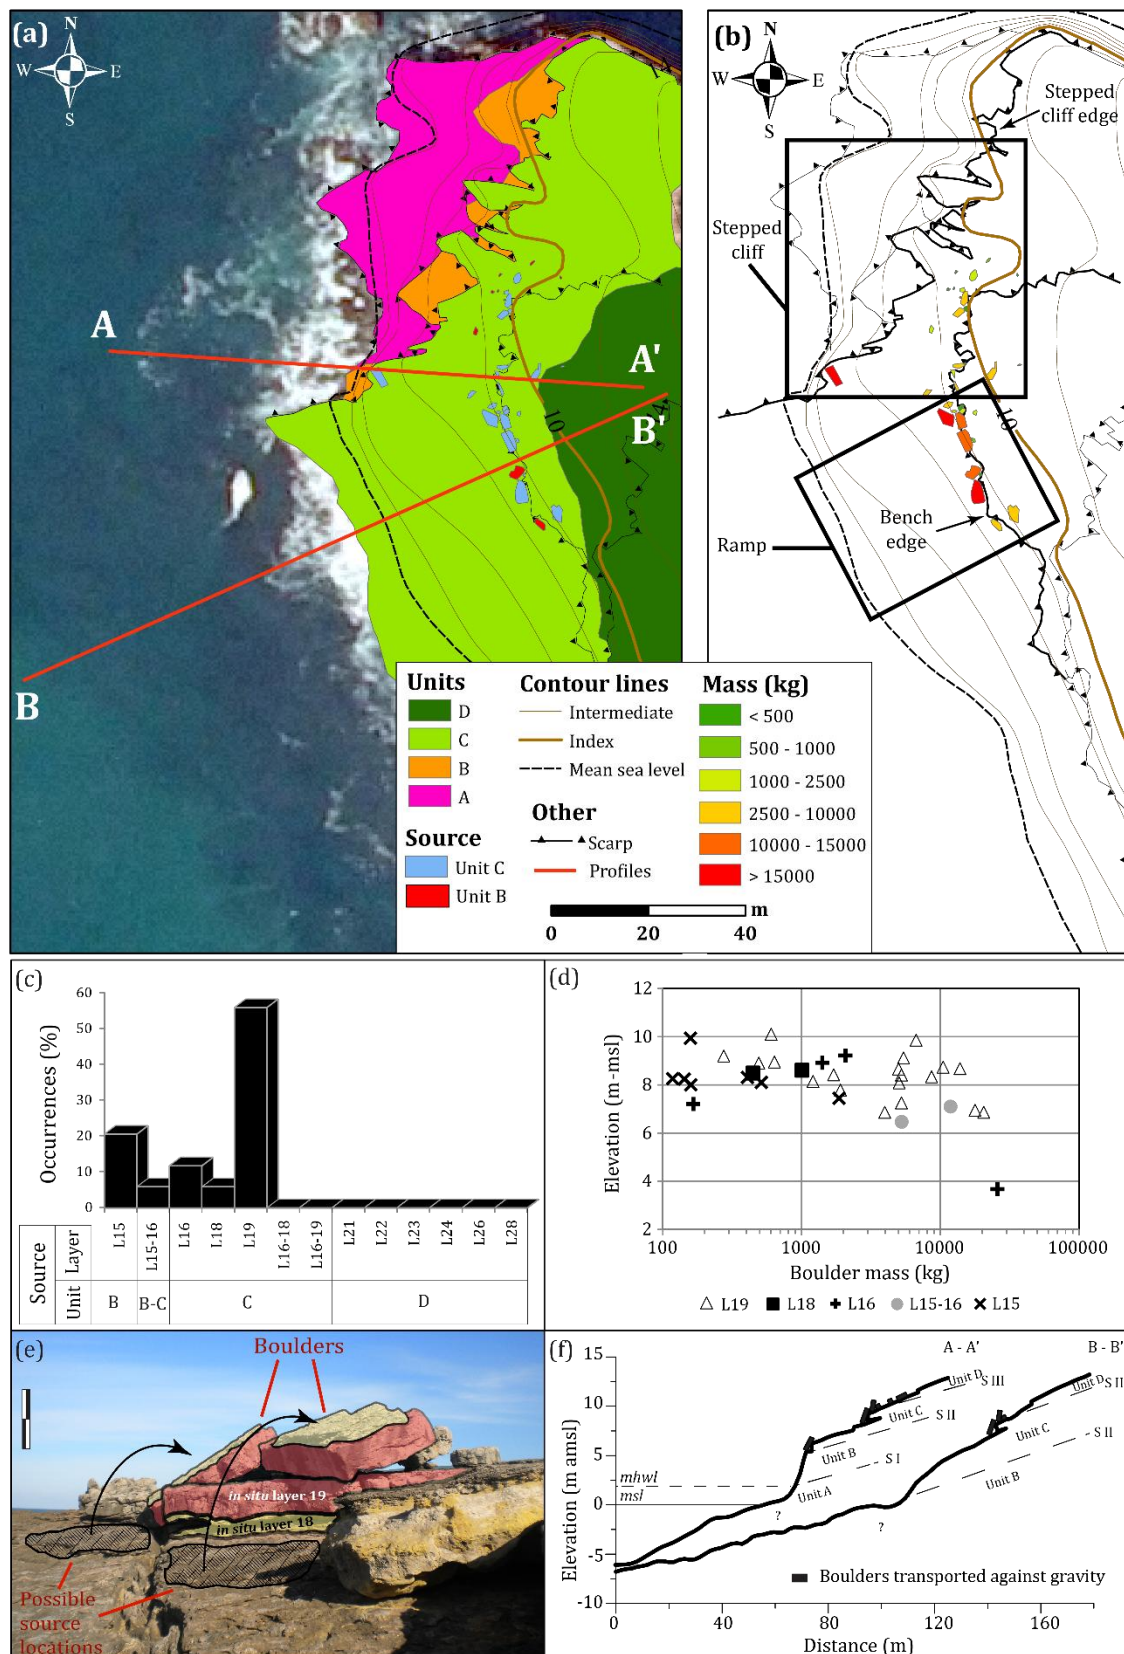 (a)
N
W E
S
A
A'
B'
B
10
14
(b)
N
W E
S
Stepped
cliff edge
Stepped
cliff
10
Bench
edge
Ramp
Units
D
C
B
A
Source
Unit C
Unit B
Contour lines
Intermediate
Index
Mean sea level
Other
Scarp
Profiles
Mass (kg)
< 500
500 - 1000
1000 - 2500
2500 - 10000
10000 - 15000
> 15000
m
0 20 40
(c)
Occurrences (%)
60
50
40
30
20
10
0
Source
Layer
L15 L15-16 L16 L18 L19 L16-18 L16-19 L21 L22 L23 L24 L26 L28
Unit
B B-C C D
(d)
Elevation (m -msl)
12
10
8
6
4
2
100 1000 10000 100000
Boulder mass (kg)
L19 L18 L16 L15-16 L15
(e)
Boulders
in situ layer 19
in situ layer 18
Possible
source
locations
(f)
A - A' B - B'
Elevation (m amsl)
15
10
5
0
-5
-10
Unit D S III
Unit D S II
Unit C
S II
Unit C
S II
Unit B
S I
Unit B
mhwl
msl
Unit A
?
?
Boulders transported against gravity
0 40 80 120 160
Distance (m)